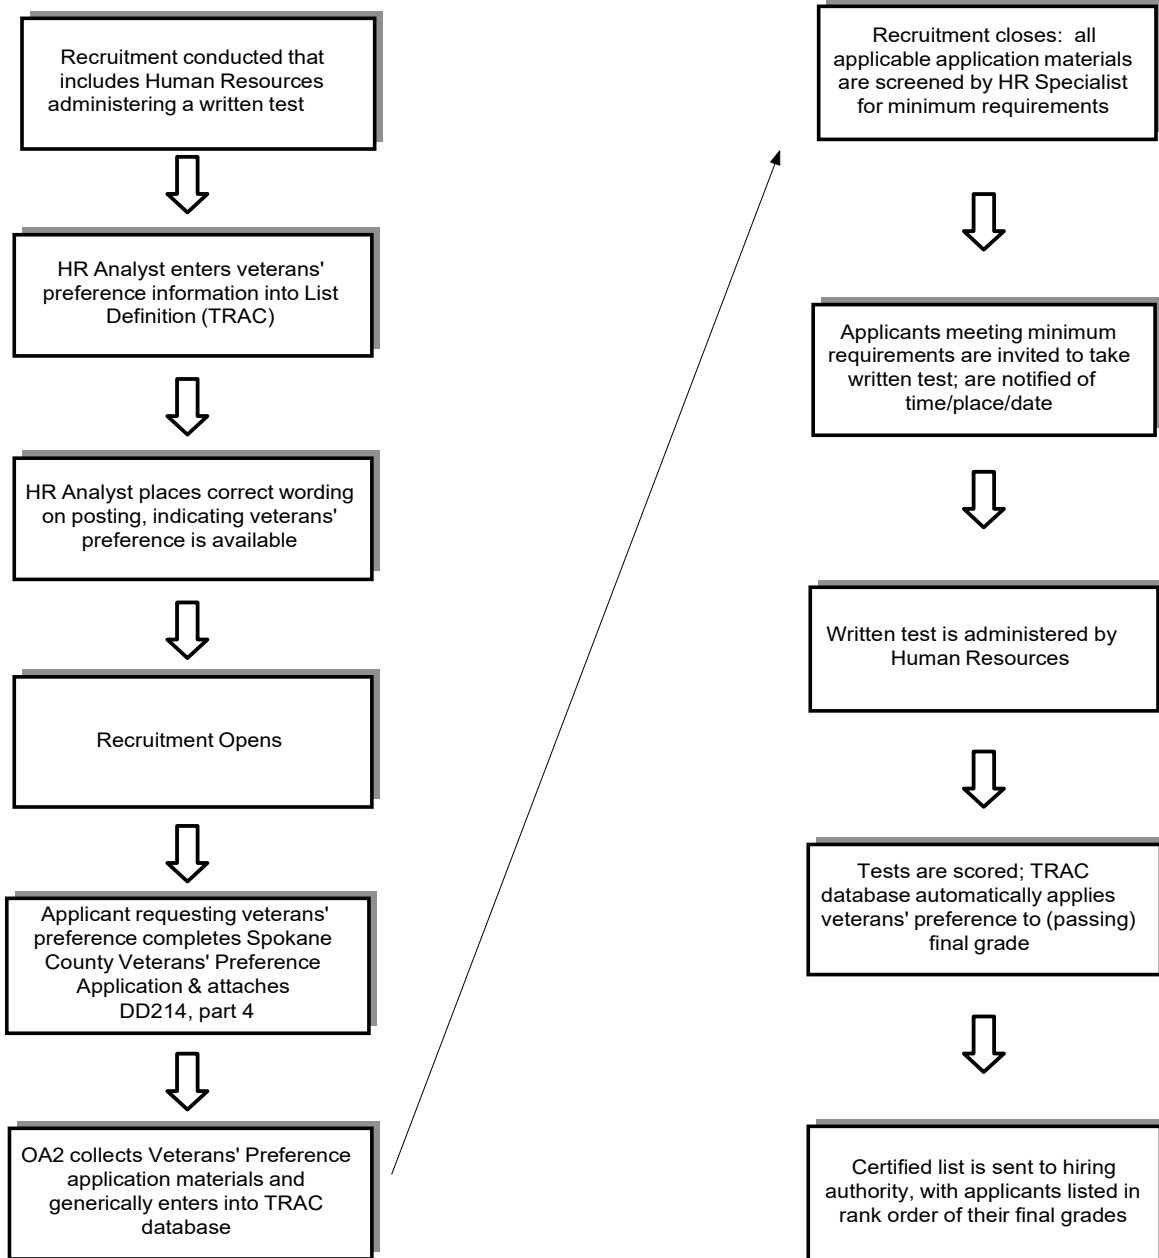 Recruitment conducted that
includes Human Resources
administering a written test
HR Analyst enters veterans'
preference information into List
Definition (TRAC)
HR Analyst places correct wording
on posting, indicating veterans'
preference is available
Recruitment Opens
Applicant requesting veterans'
preference completes Spokane
County Veterans' Preference
Application & attaches
DD214, part 4
OA2 collects Veterans' Preference
application materials and
generically enters into TRAC
database
Recruitment closes:  all
applicable application materials
are screened by HR Specialist
for minimum requirements
Applicants meeting minimum
requirements are invited to take
written test; are notified of
time/place/date
Written test is administered by
Human Resources
Tests are scored; TRAC
database automatically applies
veterans' preference to (passing)
final grade
Certified list is sent to hiring
authority, with applicants listed in
rank order of their final grades